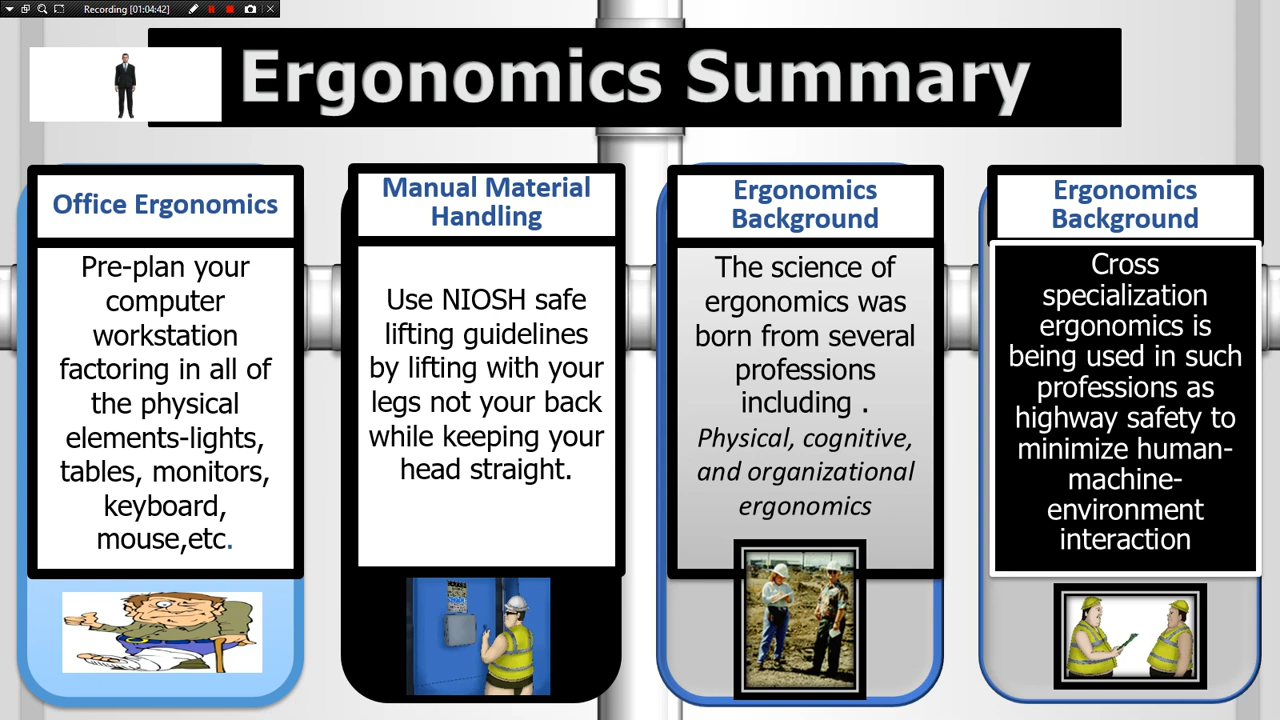 Recording [01:04:42]
Ergonomics Summary
Office Ergonomics
Pre-plan your
computer
workstation
factoring in all of
the physical
elements-lights,
tables, monitors,
keyboard,
mouse,etc.
Manual Material
Handling
Use NIOSH safe
lifting guidelines
by lifting with your
legs not your back
while keeping your
head straight.
Ergonomics
Background
The science of
ergonomics was
born from several
professions
including .
Physical, cognitive,
and organizational
ergonomics
Ergonomics
Background
Cross
specialization
ergonomics is
being used in such
professions as
highway safety to
minimize human-
machine-
environment
interaction